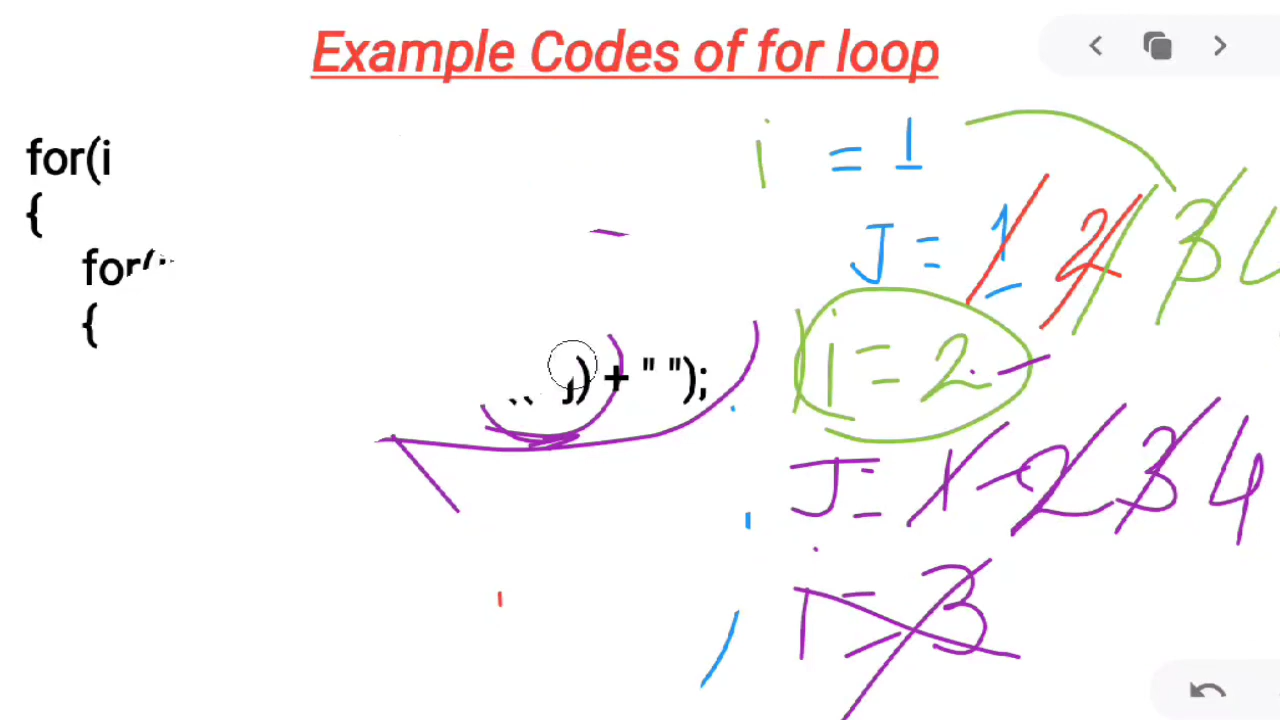 Example Codes of for loop
for(i
{
for(
{
) + " ");
i = 1
J = 1 2 3 4
i = 2
J = 1 2 3 4
i = 3